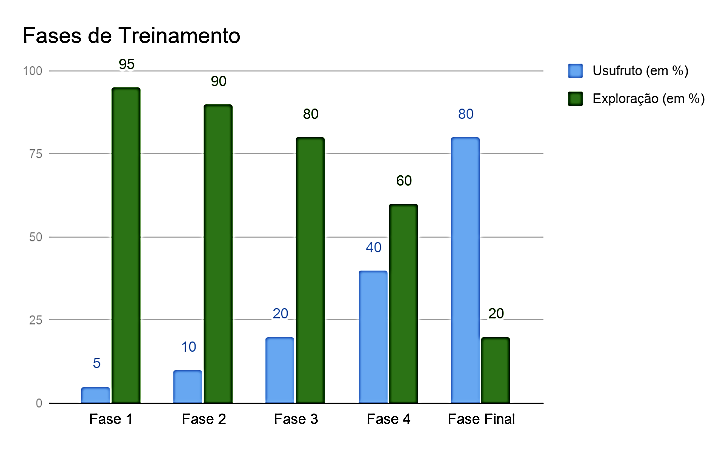 Fases de Treinamento
Usufruto (em %)
Exploração (em %)
100
75
50
25
0
5
95
10
90
20
80
40
60
80
20
Fase 1
Fase 2
Fase 3
Fase 4
Fase Final